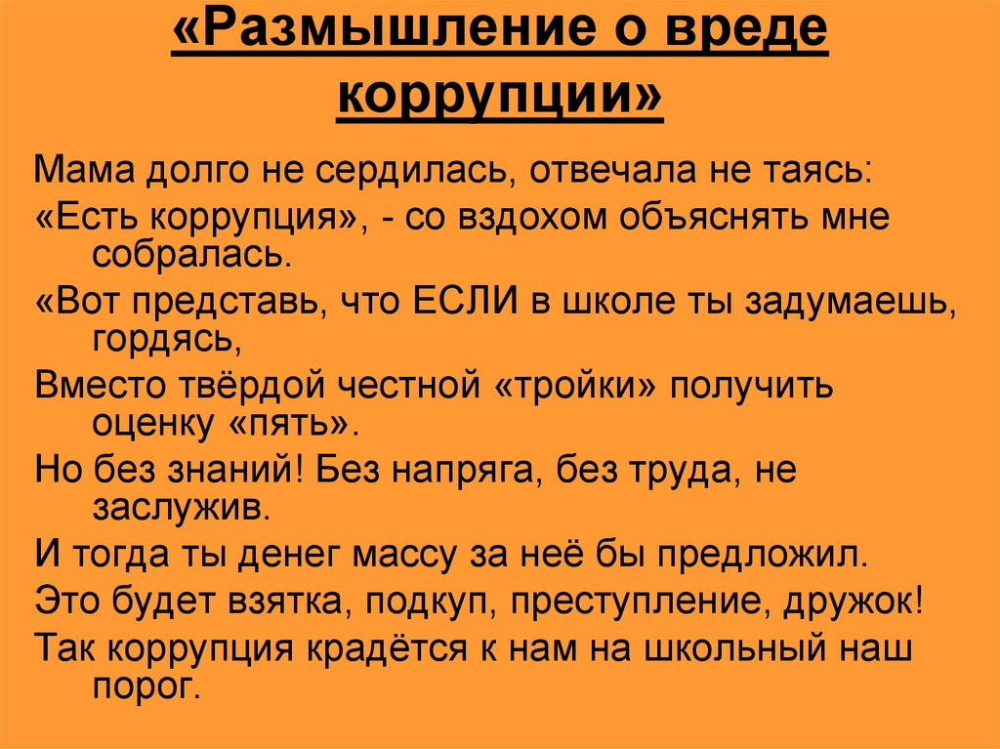 «Размышление о вреде
коррупции»
Мама долго не сердилась, отвечала не таясь:
«Есть коррупция», - со вздохом объяснять мне
собралась.
«Вот представь, что ЕСЛИ в школе ты задумаешь,
гордясь,
Вместо твёрдой честной «тройки» получить
оценку «пять».
Но без знаний! Без напряга, без труда, не
заслужив.
И тогда ты денег массу за неё бы предложил.
Это будет взятка, подкуп, преступление, дружок!
Так коррупция крадётся к нам на школьный наш
порог.